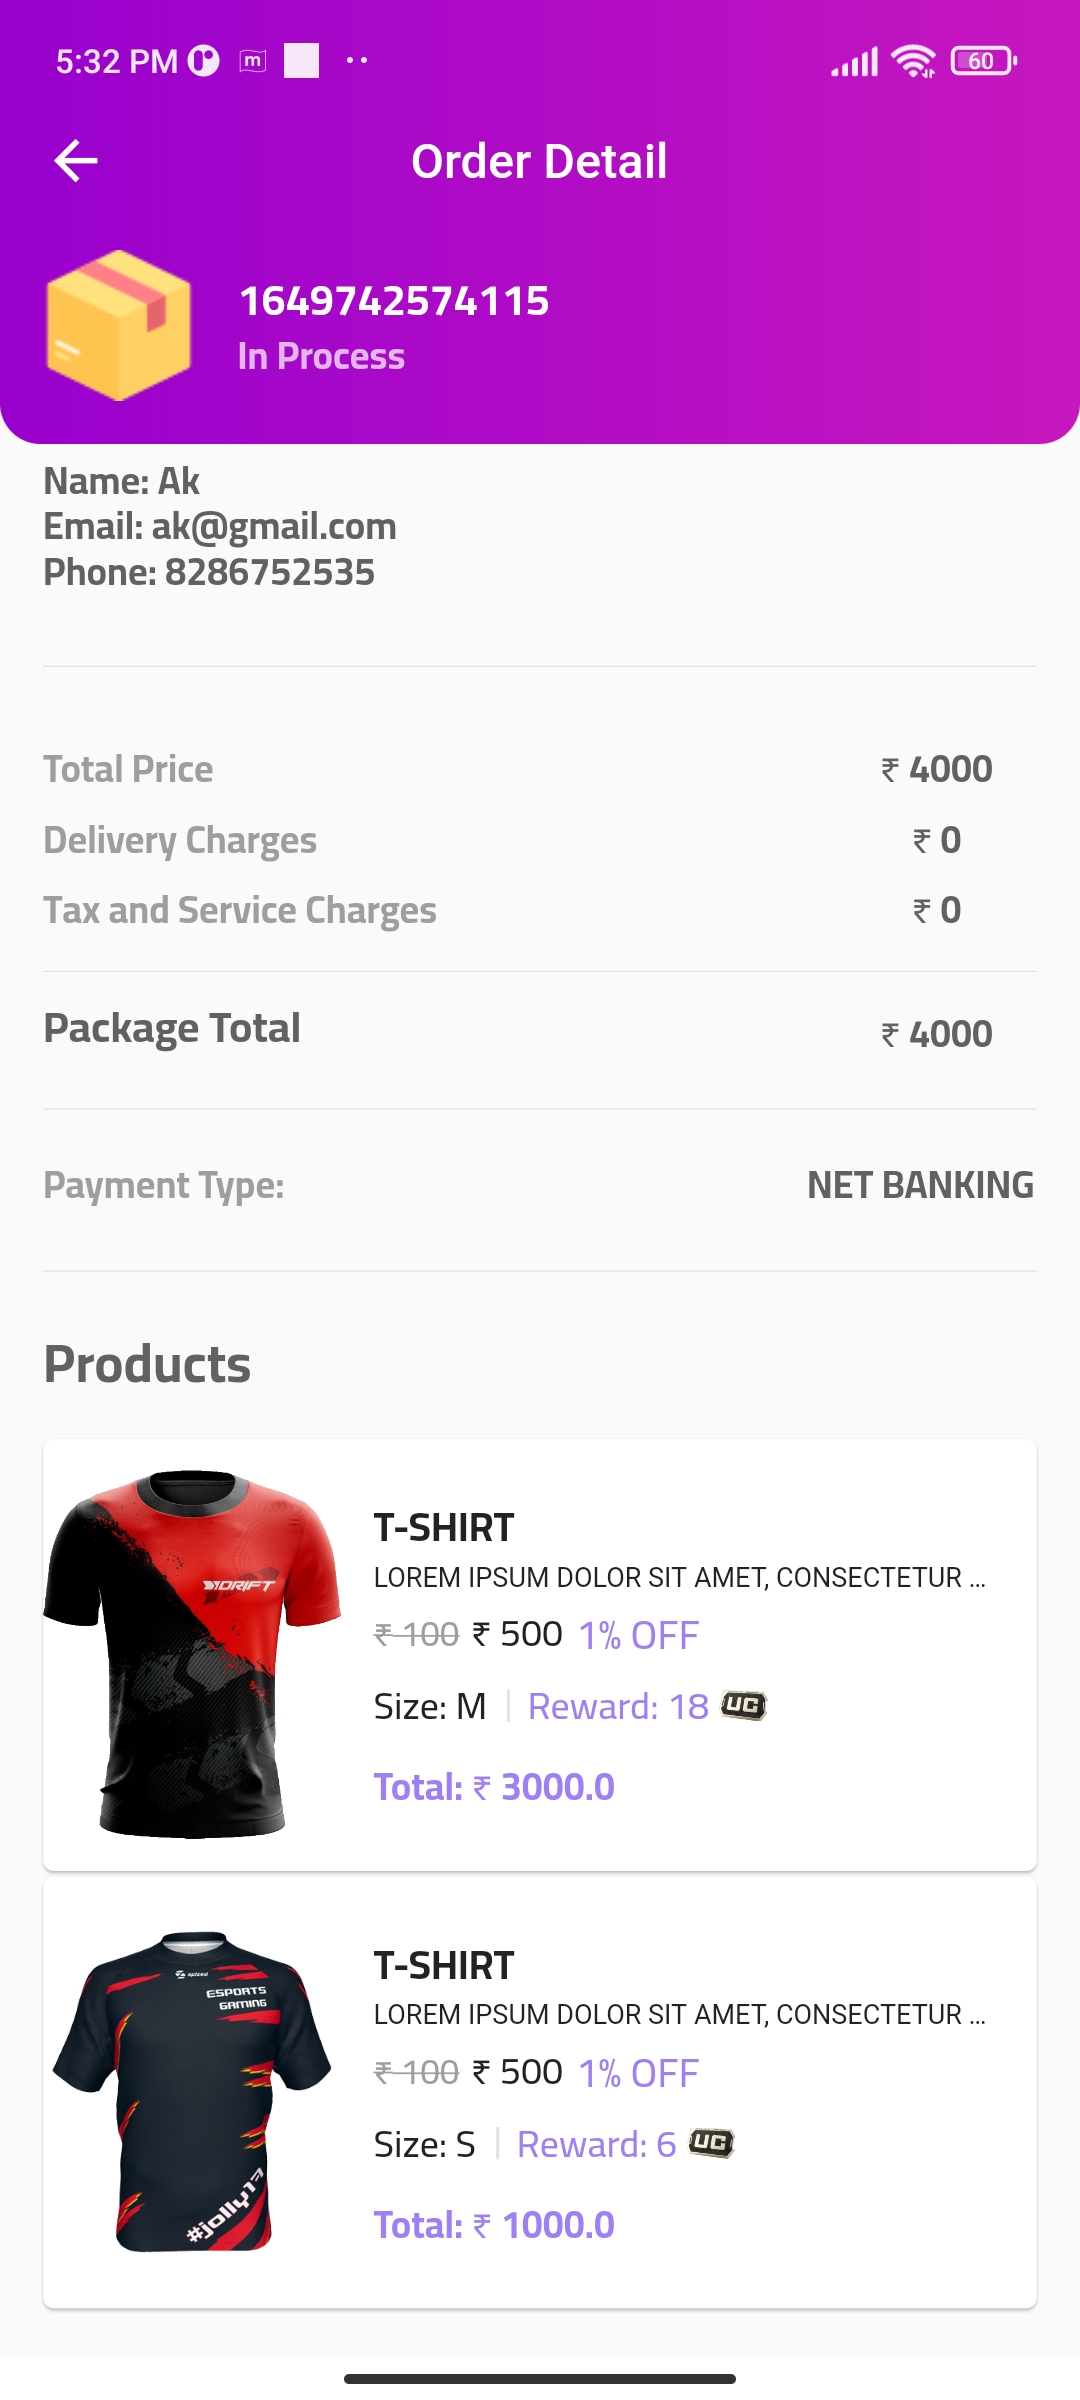 5:32 PM
m
60
Order Detail
1649742574115
In Process
Name: Ak
Email: ak@gmail.com
Phone: 8286752535
Total Price ₹ 4000
Delivery Charges ₹ 0
Tax and Service Charges ₹ 0
Package Total ₹ 4000
Payment Type: NET BANKING
Products
DRIFT
T-SHIRT
LOREM IPSUM DOLOR SIT AMET, CONSECTETUR ...
₹ 100 ₹ 500 1% OFF
Size: M Reward: 18 UC
Total: ₹ 3000.0
spized
ESPORTS
GAMING
#jolly17
T-SHIRT
LOREM IPSUM DOLOR SIT AMET, CONSECTETUR ...
₹ 100 ₹ 500 1% OFF
Size: S Reward: 6 UC
Total: ₹ 1000.0